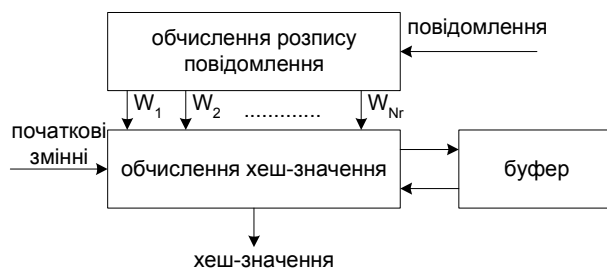 обчислення розпису
повідомлення
повідомлення
W1 W2 ............. WNr
початкові
змінні
обчислення хеш-значення
буфер
хеш-значення